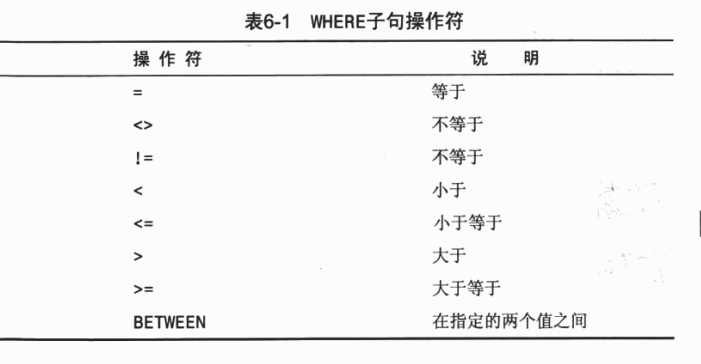 表6-1 WHERE子句操作符
操作符 说明
= 等于
<> 不等于
!= 不等于
< 小于
<= 小于等于
> 大于
>= 大于等于
BETWEEN 在指定的两个值之间